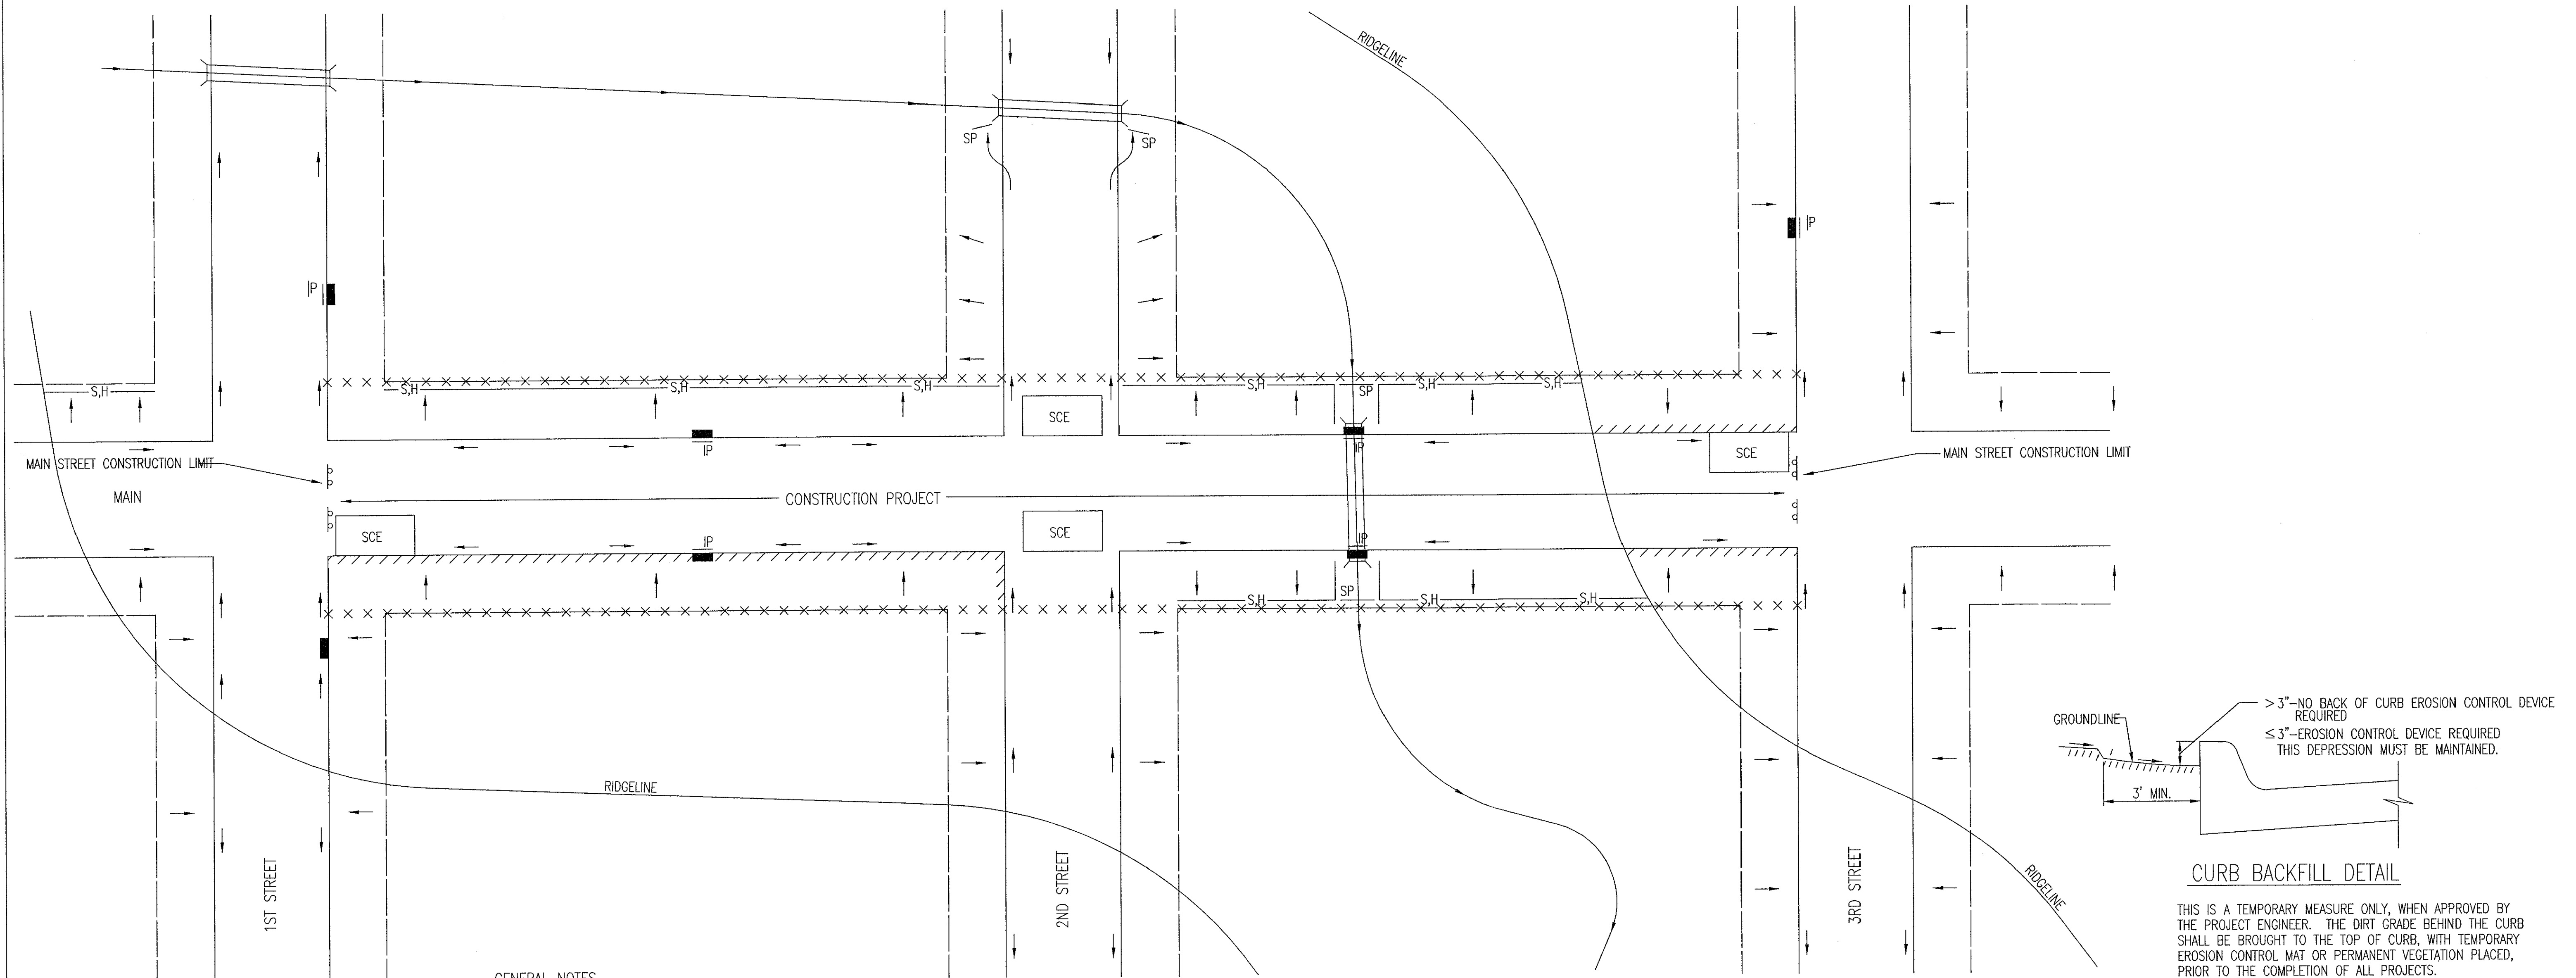 RIDGELINE
SP
SP
IP
IP
S,H
S,H
S,H
S,H
S,H
S,H
S,H
SP
SCE
IP
IP
SCE
MAIN STREET CONSTRUCTION LIMIT
MAIN STREET CONSTRUCTION LIMIT
MAIN
CONSTRUCTION PROJECT
SCE
IP
SCE
IP
SP
S,H
S,H
S,H
RIDGELINE
1ST STREET
2ND STREET
3RD STREET
RIDGELINE
>3"-NO BACK OF CURB EROSION CONTROL DEVICE
REQUIRED
≤3"-EROSION CONTROL DEVICE REQUIRED
THIS DEPRESSION MUST BE MAINTAINED.
GROUNDLINE
3' MIN.
CURB BACKFILL DETAIL
THIS IS A TEMPORARY MEASURE ONLY, WHEN APPROVED BY
THE PROJECT ENGINEER. THE DIRT GRADE BEHIND THE CURB
SHALL BE BROUGHT TO THE TOP OF CURB, WITH TEMPORARY
EROSION CONTROL MAT OR PERMANENT VEGETATION PLACED,
PRIOR TO THE COMPLETION OF ALL PROJECTS.
GENERAL NOTES